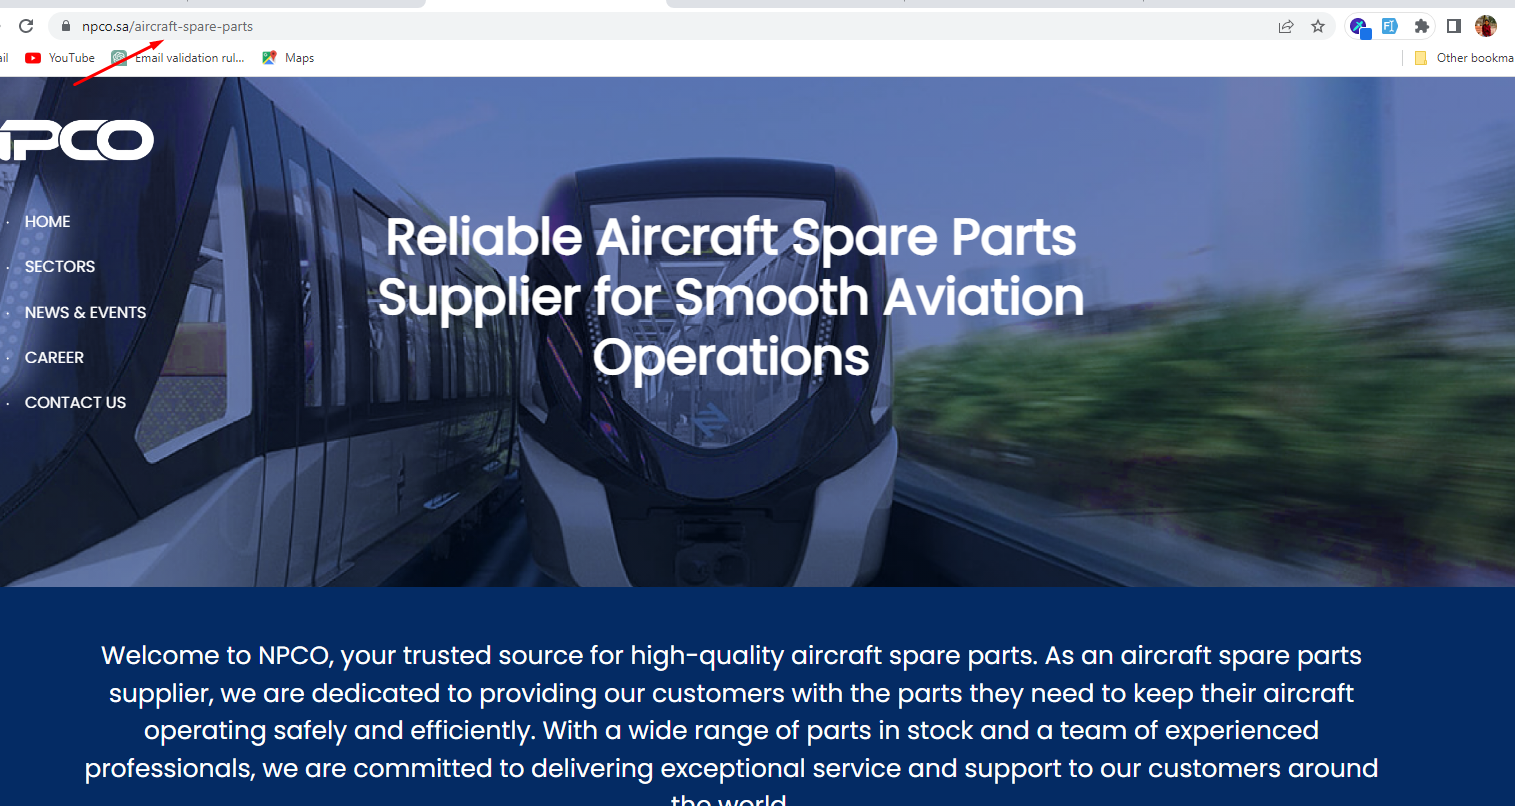 npco.sa/aircraft-spare-parts
YouTube
Email validation rul...
Maps
Other bookma
NPCO
HOME
SECTORS
NEWS & EVENTS
CAREER
CONTACT US
Reliable Aircraft Spare Parts
Supplier for Smooth Aviation
Operations
Welcome to NPCO, your trusted source for high-quality aircraft spare parts. As an aircraft spare parts
supplier, we are dedicated to providing our customers with the parts they need to keep their aircraft
operating safely and efficiently. With a wide range of parts in stock and a team of experienced
professionals, we are committed to delivering exceptional service and support to our customers around
the world.